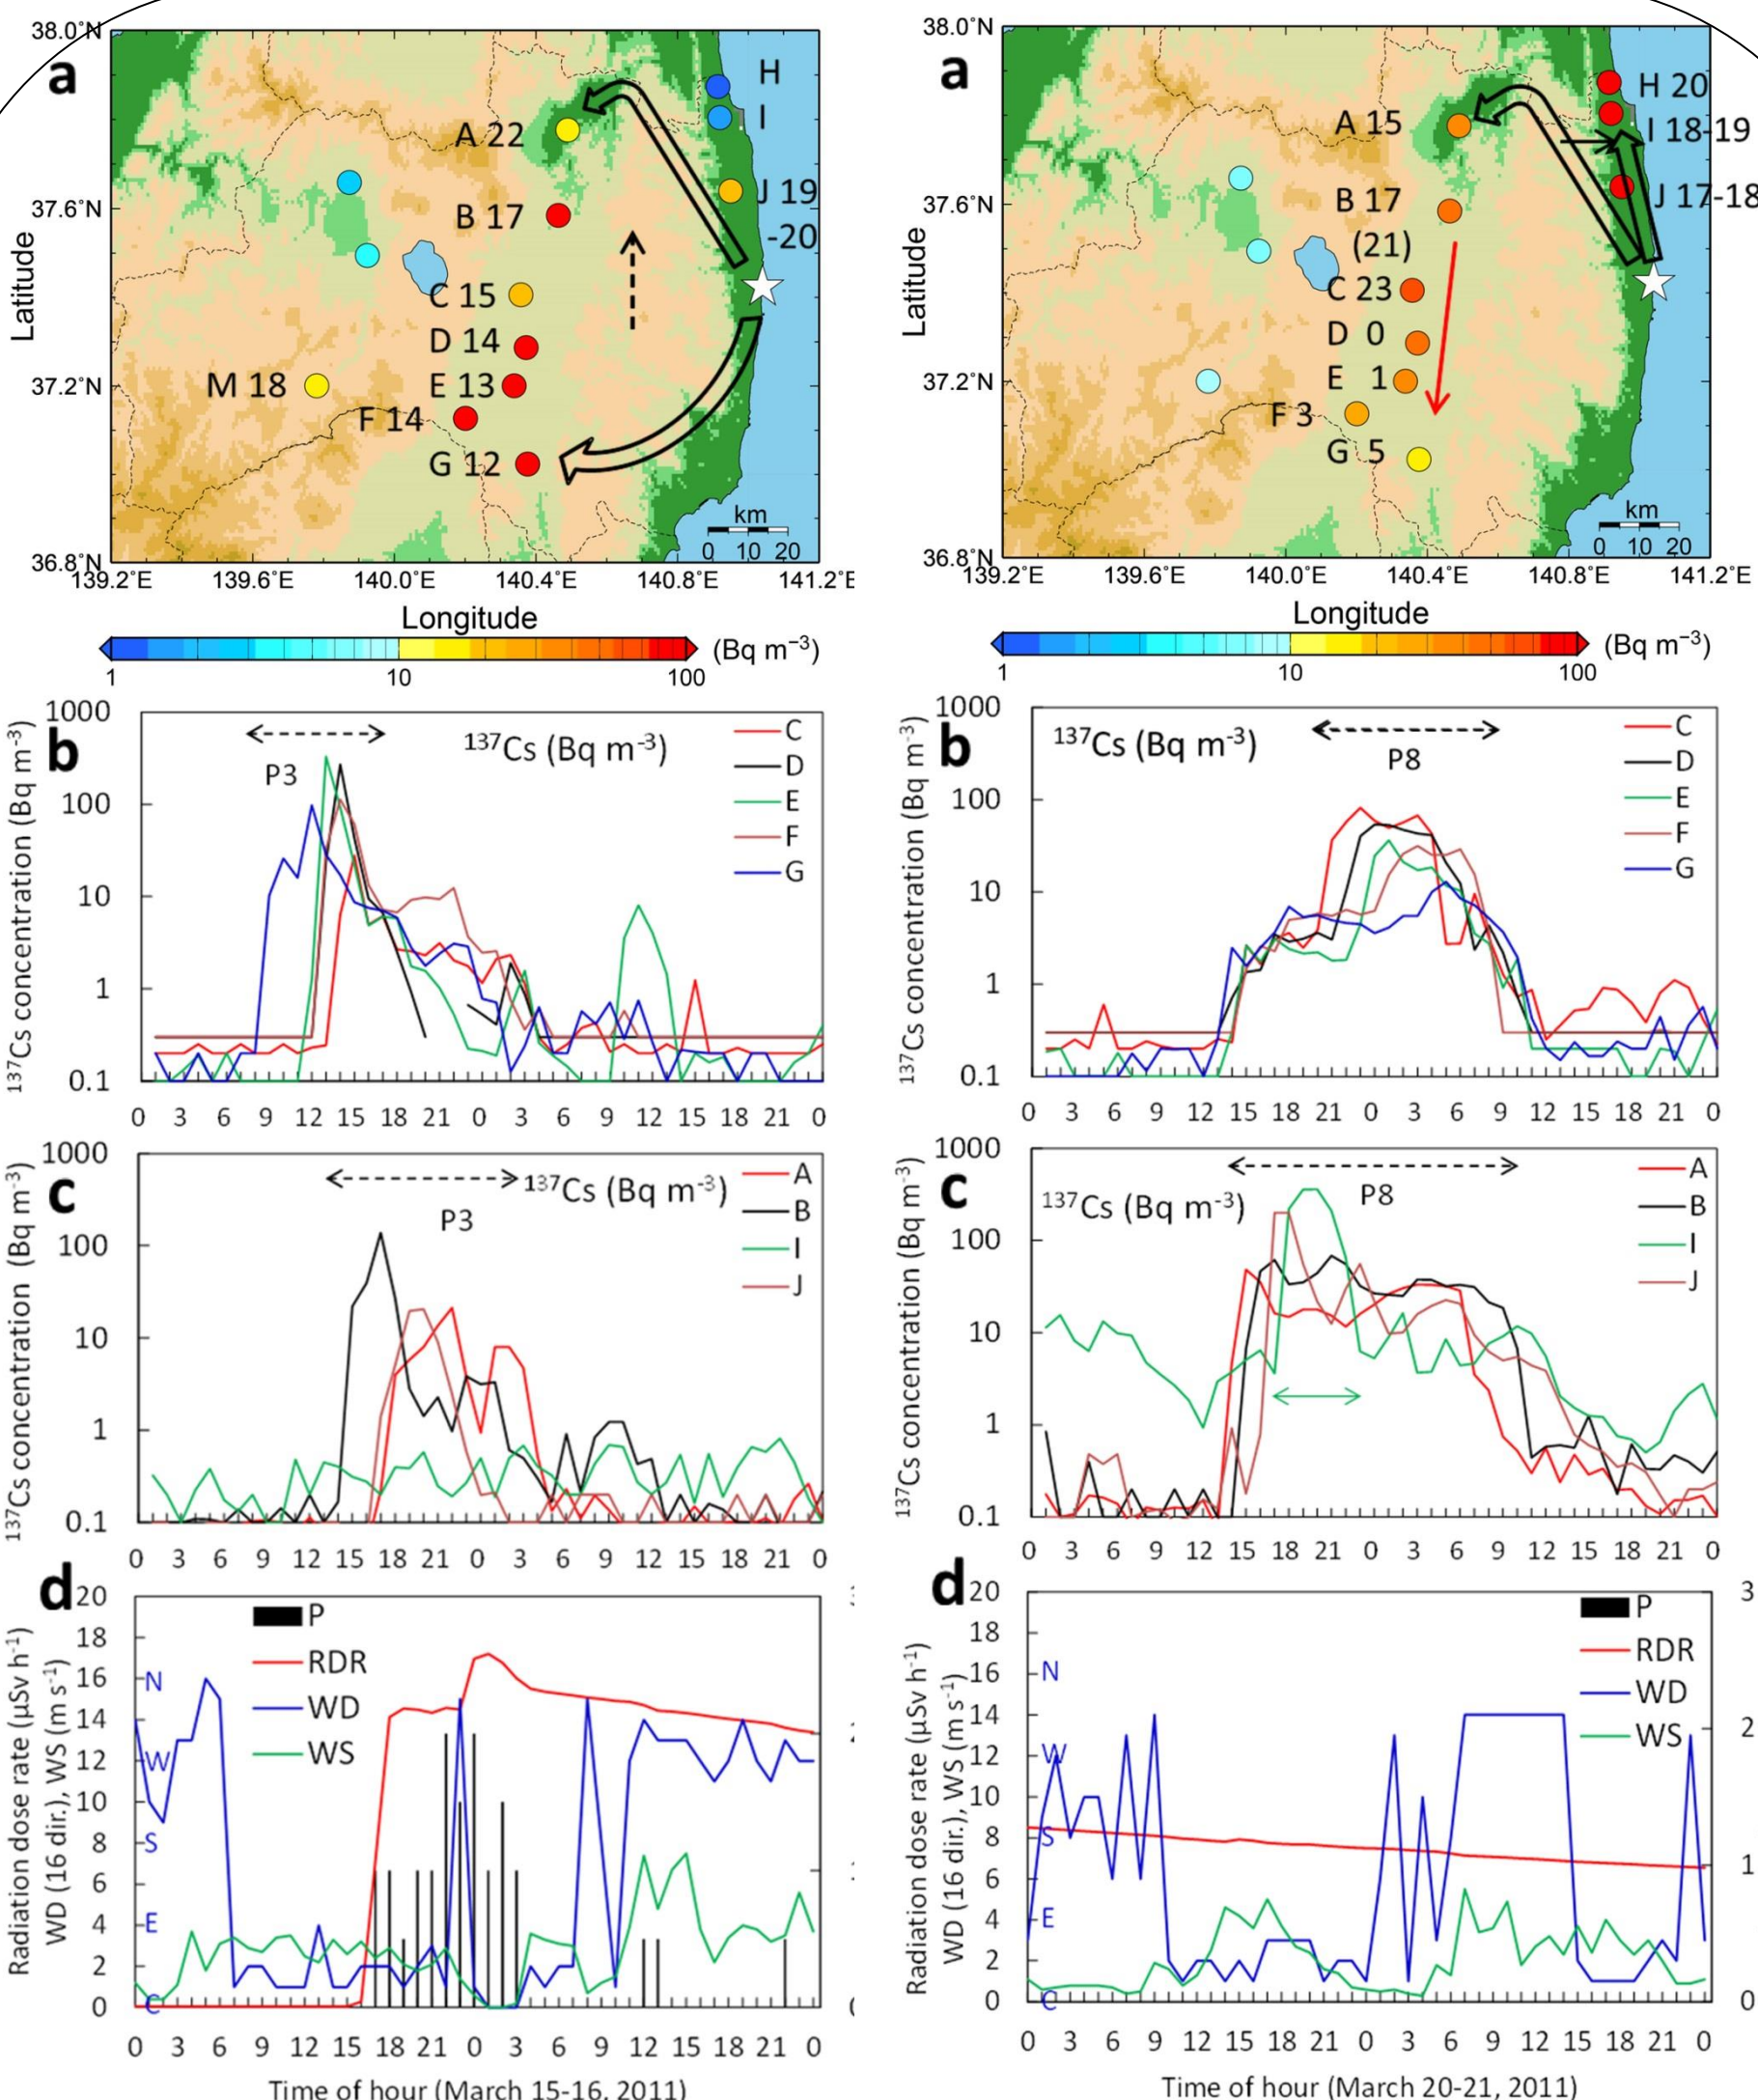 a
38.0°N
37.6°N
37.2°N
36.8°N
Latitude
H
I
A 22
J 19
-20
B 17
C 15
D 14
M 18
E 13
F 14
G 12
km
0 10 20
139.2°E 139.6°E 140.0°E 140.4°E 140.8°E 141.2°E
Longitude
(Bq m⁻³)
1 10 100
b
1000
100
10
1
0.1
¹³⁷Cs concentration (Bq m⁻³)
¹³⁷Cs (Bq m⁻³)
P3
C
D
E
F
G
0 3 6 9 12 15 18 21 0 3 6 9 12 15 18 21 0
c
1000
100
10
1
0.1
¹³⁷Cs concentration (Bq m⁻³)
¹³⁷Cs (Bq m⁻³)
P3
A
B
I
J
0 3 6 9 12 15 18 21 0 3 6 9 12 15 18 21 0
d
20
18
16
14
12
10
8
6
4
2
0
N
W
S
E
C
Radiation dose rate (µSv h⁻¹)
WD (16 dir.), WS (m s⁻¹)
P
RDR
WD
WS
0 3 6 9 12 15 18 21 0 3 6 9 12 15 18 21 0
Time of hour (March 15-16, 2011)
a
38.0°N
37.6°N
37.2°N
36.8°N
Latitude
H 20
A 15
I 18-19
B 17
J 17-18
(21)
C 23
D 0
E 1
F 3
G 5
km
0 10 20
139.2°E 139.6°E 140.0°E 140.4°E 140.8°E 141.2°E
Longitude
(Bq m⁻³)
1 10 100
b
1000
100
10
1
0.1
¹³⁷Cs concentration (Bq m⁻³)
¹³⁷Cs (Bq m⁻³)
P8
C
D
E
F
G
0 3 6 9 12 15 18 21 0 3 6 9 12 15 18 21 0
c
1000
100
10
1
0.1
¹³⁷Cs concentration (Bq m⁻³)
¹³⁷Cs (Bq m⁻³)
P8
A
B
I
J
0 3 6 9 12 15 18 21 0 3 6 9 12 15 18 21 0
d
20
18
16
14
12
10
8
6
4
2
0
N
W
S
E
C
Radiation dose rate (µSv h⁻¹)
WD (16 dir.), WS (m s⁻¹)
P
RDR
WD
WS
3
2
1
0
0 3 6 9 12 15 18 21 0 3 6 9 12 15 18 21 0
Time of hour (March 20-21, 2011)